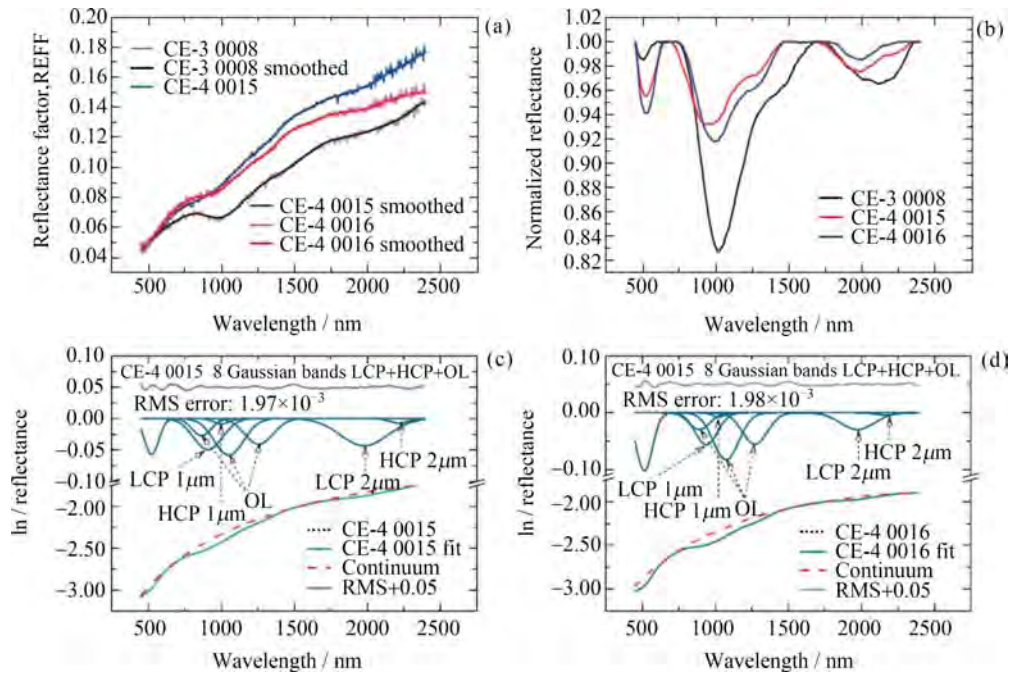 (a)
0.20
0.18
0.16
0.14
0.12
0.10
0.08
0.06
0.04
Reflectance factor,REFF
CE-3 0008
CE-3 0008 smoothed
CE-4 0015
CE-4 0015 smoothed
CE-4 0016
CE-4 0016 smoothed
500 1000 1500 2000 2500
Wavelength / nm
(b)
1.00
0.98
0.96
0.94
0.92
0.90
0.88
0.86
0.84
0.82
Normalized reflectance
CE-3 0008
CE-4 0015
CE-4 0016
500 1000 1500 2000 2500
Wavelength / nm
(c)
CE-4 0015 8 Gaussian bands LCP+HCP+OL
RMS error: 1.97×10⁻³
0.10
0.05
0.00
−0.05
−0.10
−2.00
−2.50
−3.00
ln / reflectance
LCP 1μm
HCP 1μm
OL
LCP 2μm
HCP 2μm
CE-4 0015
CE-4 0015 fit
Continuum
RMS+0.05
500 1000 1500 2000 2500
Wavelength / nm
(d)
CE-4 0015 8 Gaussian bands LCP+HCP+OL
RMS error: 1.98×10⁻³
0.10
0.00
−0.10
−2.00
−2.50
−3.00
ln / reflectance
LCP 1μm
HCP 1μm
OL
LCP 2μm
HCP 2μm
CE-4 0016
CE-4 0016 fit
Continuum
RMS+0.05
500 1000 1500 2000 2500
Wavelength / nm